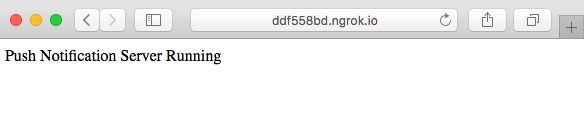 ddf558bd.ngrok.io
Push Notification Server Running